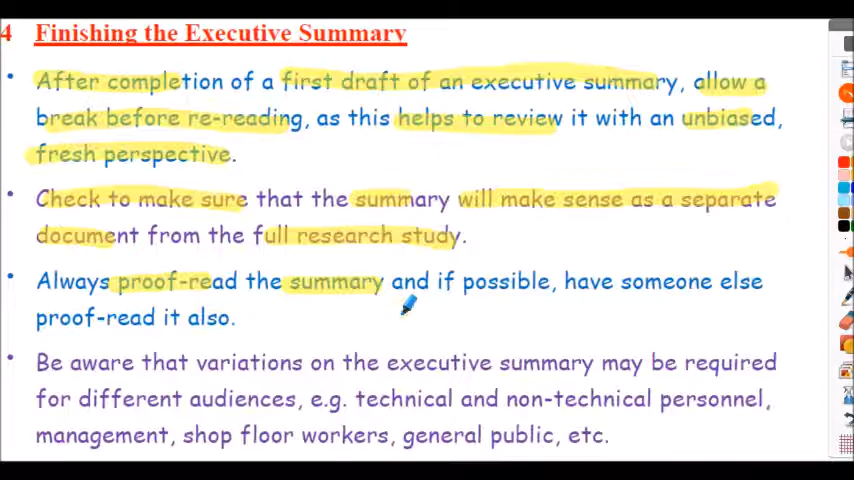 4 Finishing the Executive Summary
• After completion of a first draft of an executive summary, allow a
break before re-reading, as this helps to review it with an unbiased,
fresh perspective.
• Check to make sure that the summary will make sense as a separate
document from the full research study.
• Always proof-read the summary and if possible, have someone else
proof-read it also.
• Be aware that variations on the executive summary may be required
for different audiences, e.g. technical and non-technical personnel,
management, shop floor workers, general public, etc.